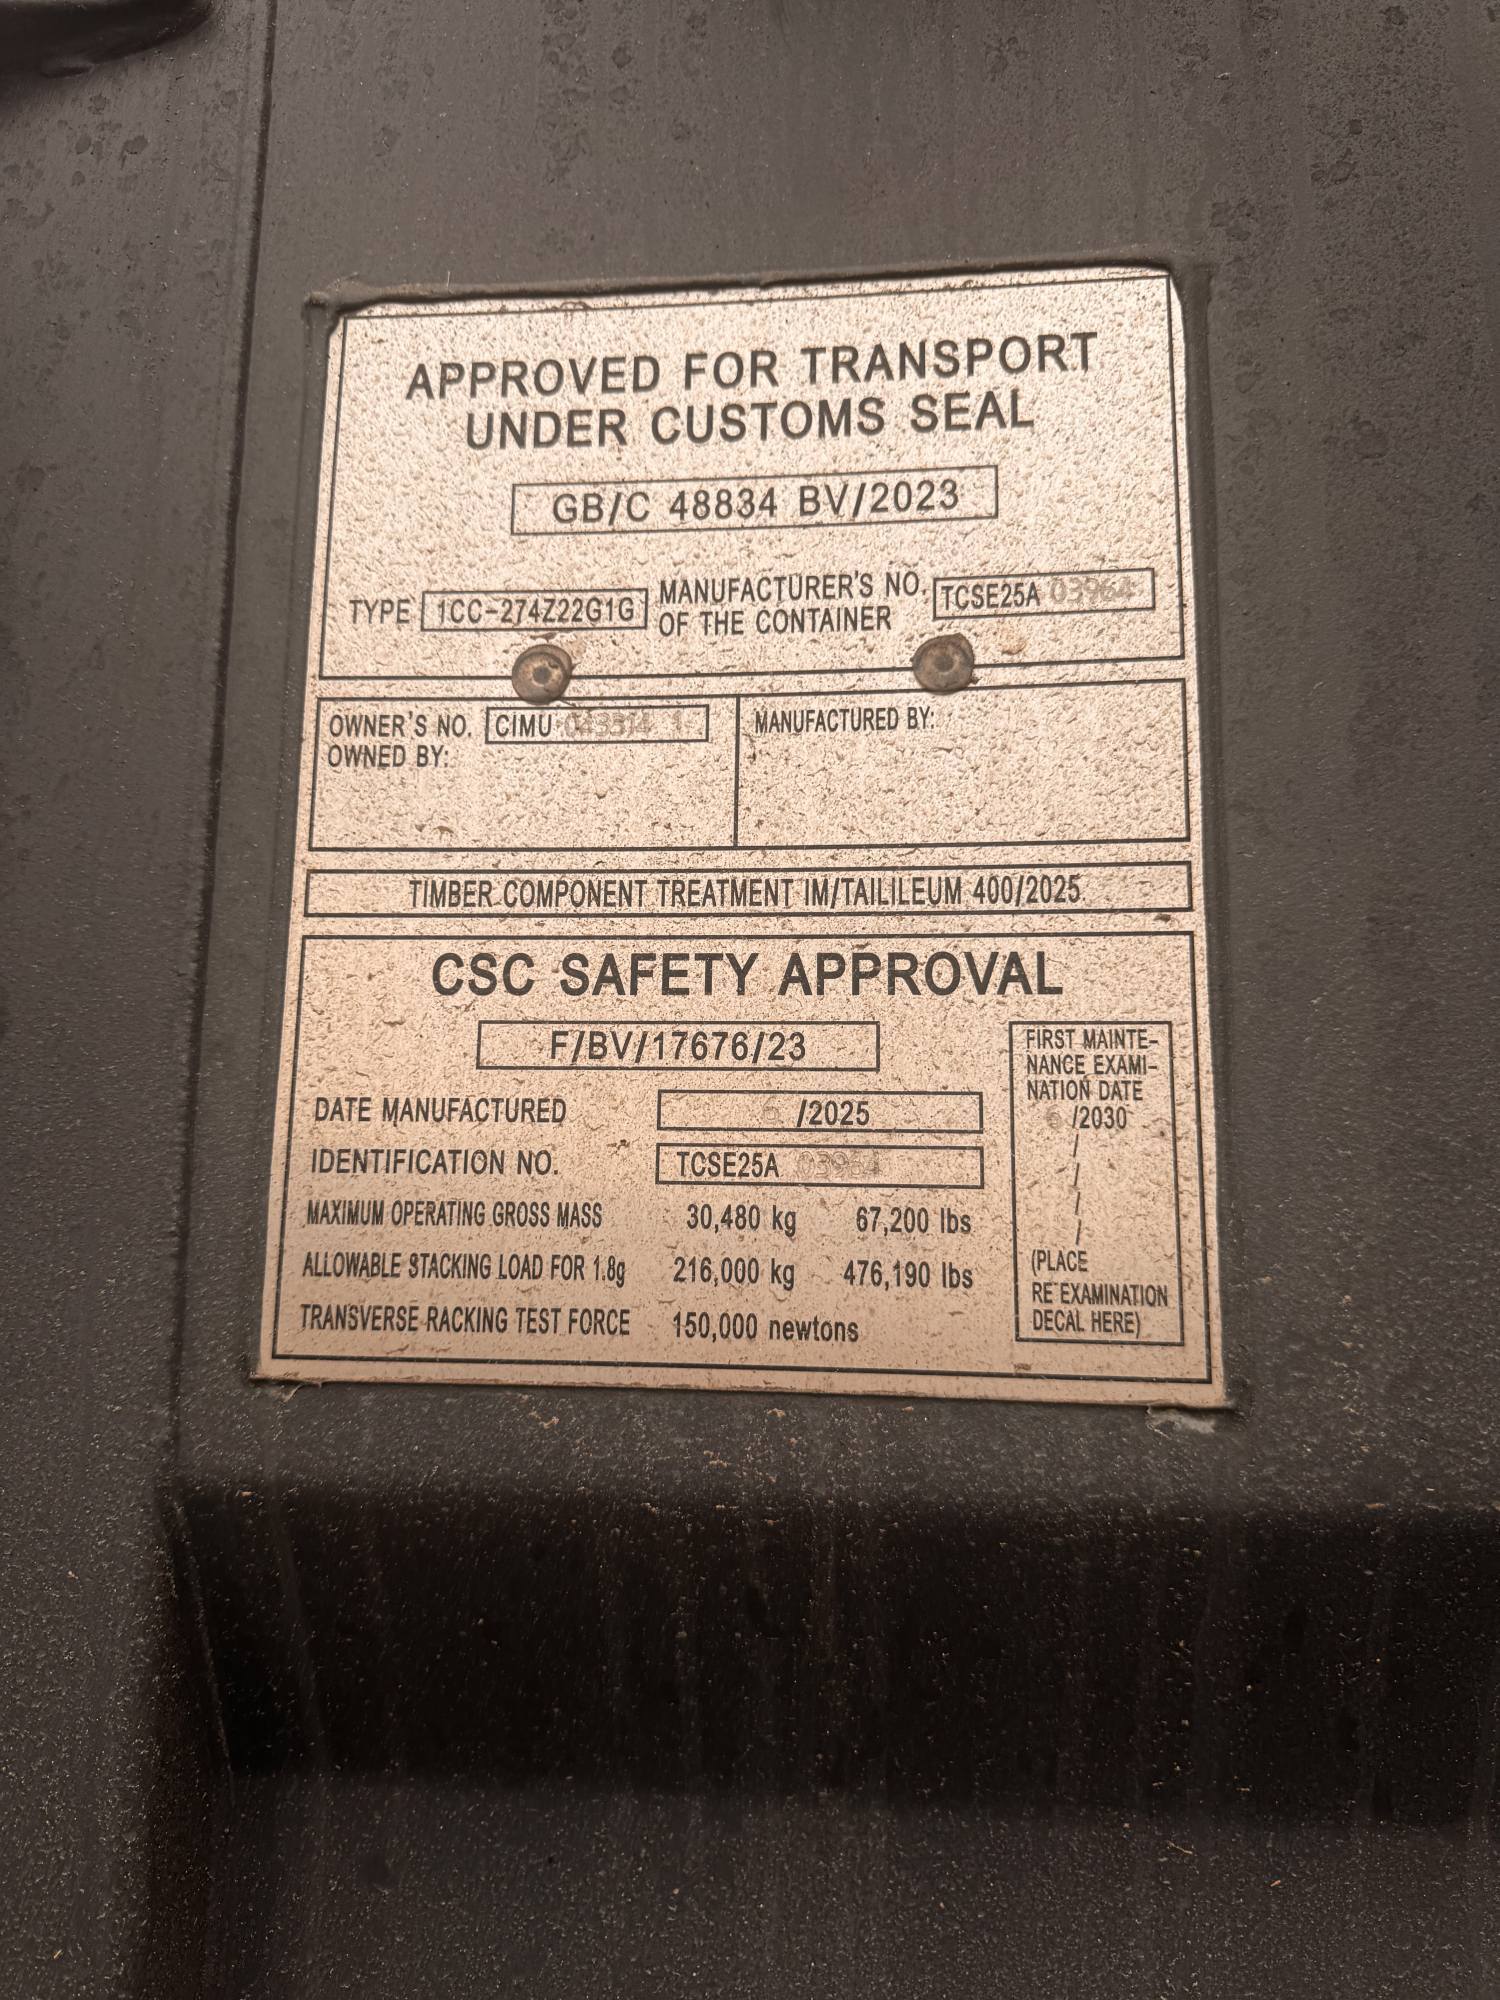 APPROVED FOR TRANSPORT
UNDER CUSTOMS SEAL
GB/C 48834 BV/2023
TYPE 1CC-274Z22G1G MANUFACTURER'S NO. OF THE CONTAINER TCSE25A 03964
OWNER'S NO. CIMU
OWNED BY:
MANUFACTURED BY:
TIMBER COMPONENT TREATMENT IM/TAILILEUM 400/2025
CSC SAFETY APPROVAL
F/BV/17676/23
DATE MANUFACTURED 6 /2025
IDENTIFICATION NO. TCSE25A 03964
MAXIMUM OPERATING GROSS MASS 30,480 kg 67,200 lbs
ALLOWABLE STACKING LOAD FOR 1.8g 216,000 kg 476,190 lbs
TRANSVERSE RACKING TEST FORCE 150,000 newtons
FIRST MAINTE-
NANCE EXAMI-
NATION DATE
6 /2030
/
/
/
(PLACE
RE EXAMINATION
DECAL HERE)